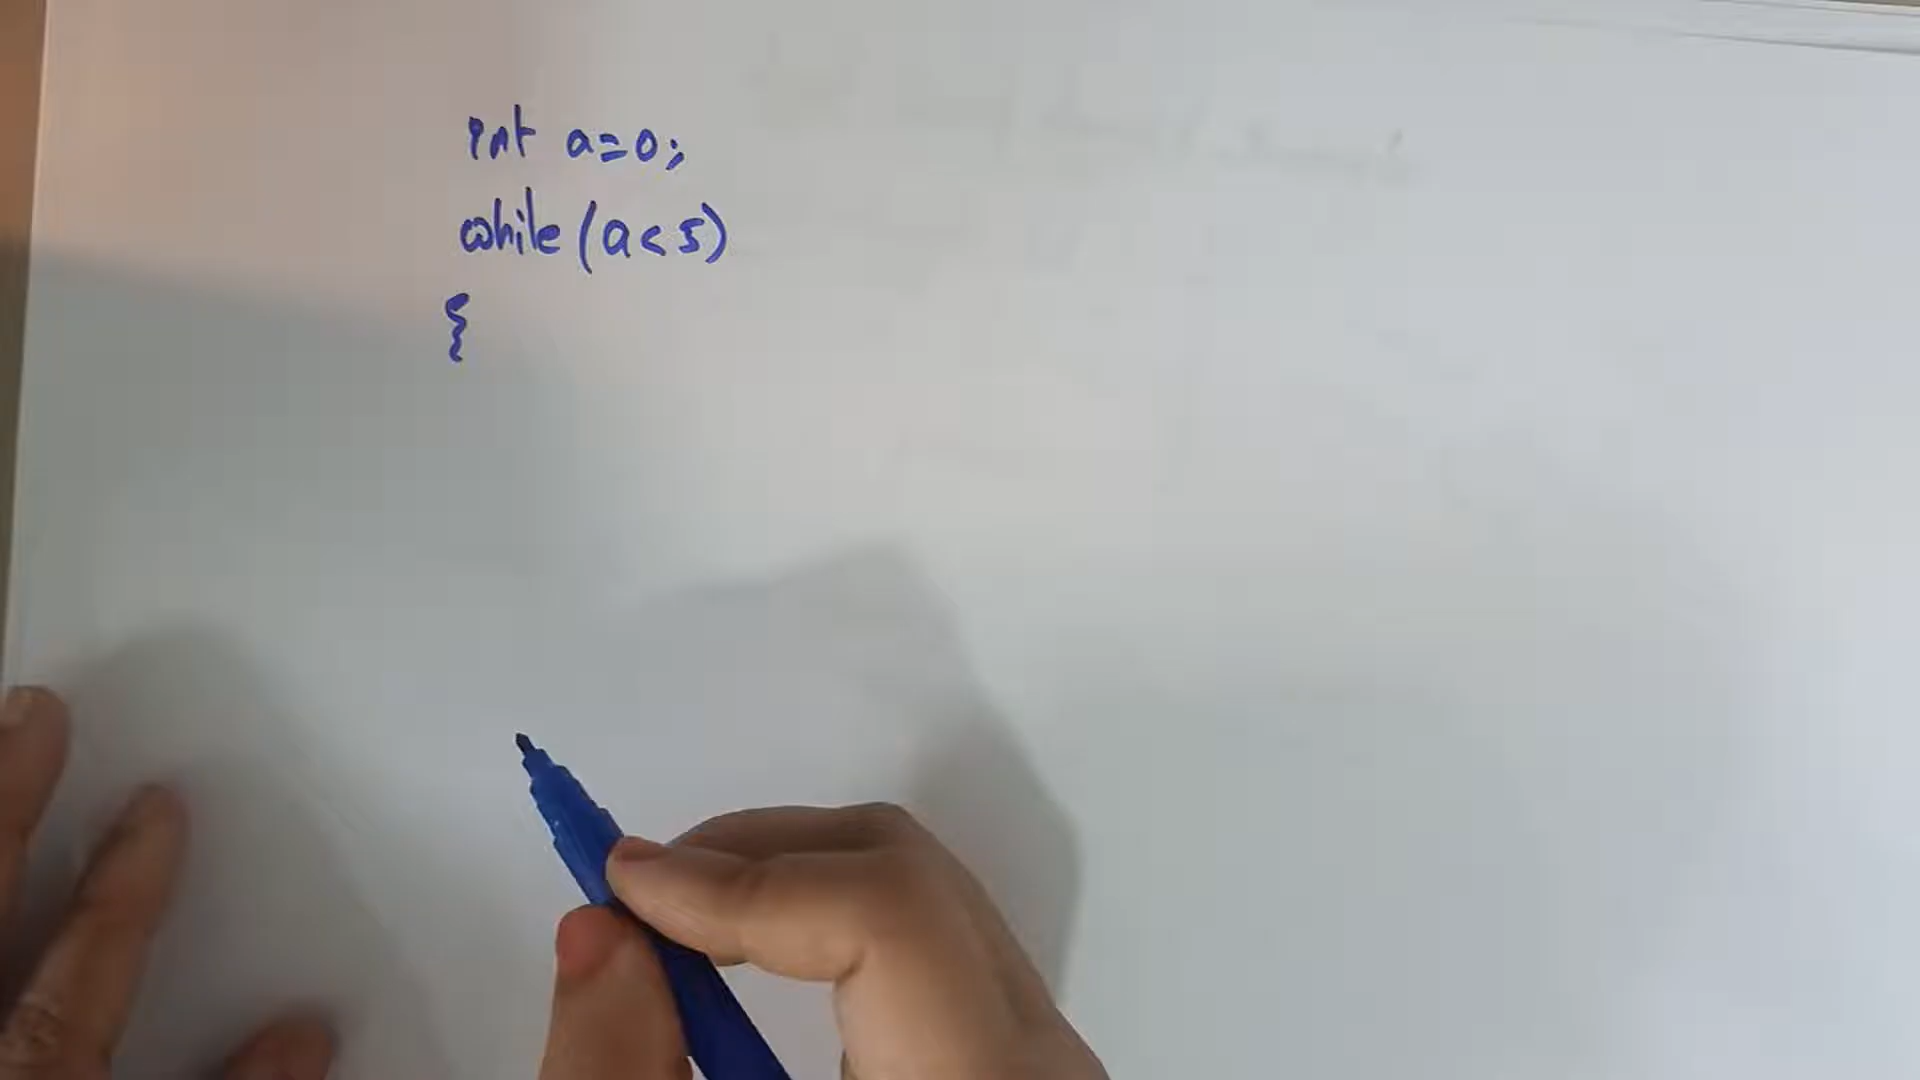 int a=0;
while (a<5)
{